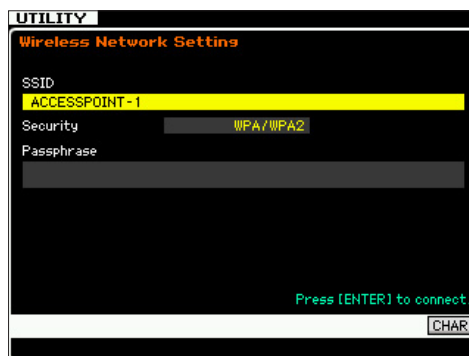 UTILITY
Wireless Network Setting
SSID
ACCESSPOINT-1
Security WPA/WPA2
Passphrase
Press [ENTER] to connect.
CHAR